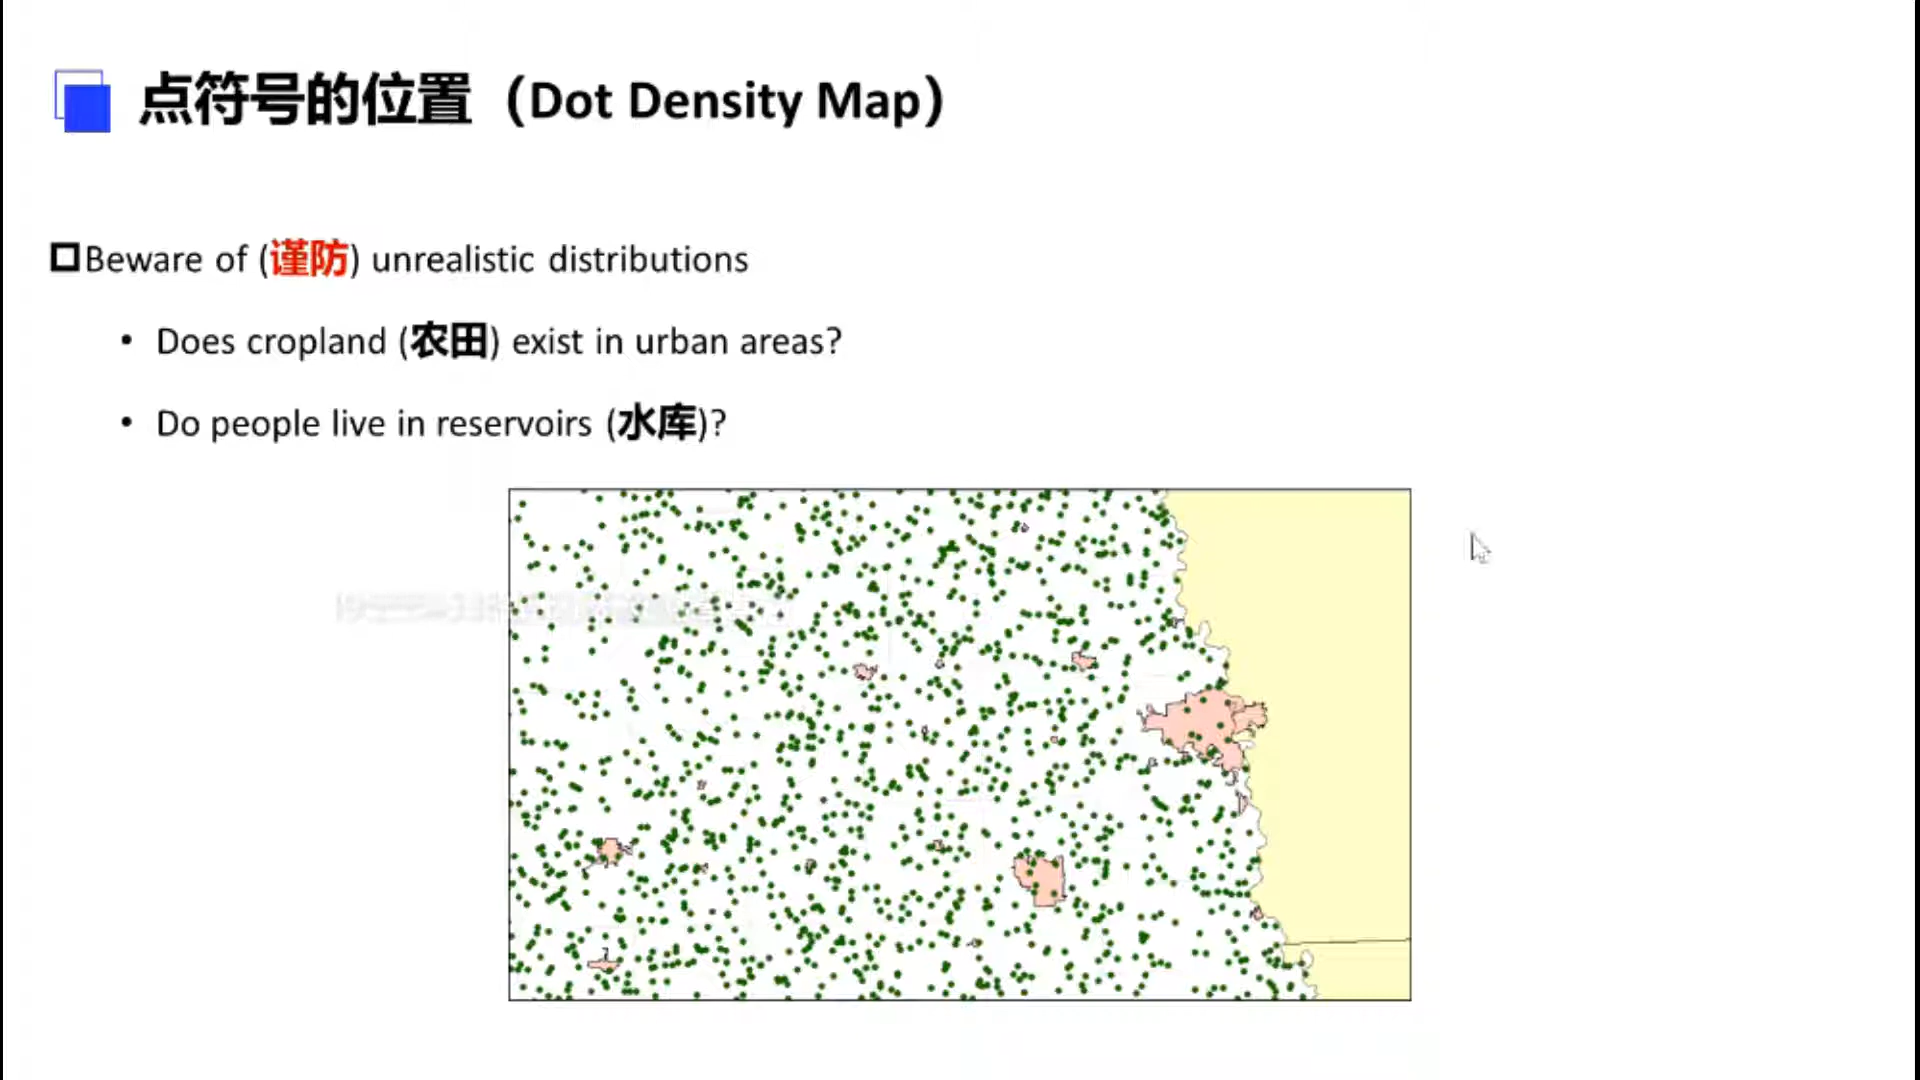 点符号的位置（Dot Density Map）
Beware of (谨防) unrealistic distributions
• Does cropland (农田) exist in urban areas?
• Do people live in reservoirs (水库)?